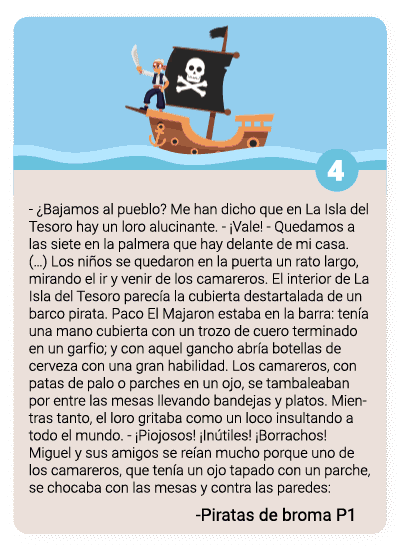 4
- ¿Bajamos al pueblo? Me han dicho que en La Isla del
Tesoro hay un loro alucinante. - ¡Vale! - Quedamos a
las siete en la palmera que hay delante de mi casa.
(...) Los niños se quedaron en la puerta un rato largo,
mirando el ir y venir de los camareros. El interior de La
Isla del Tesoro parecía la cubierta destartalada de un
barco pirata. Paco El Majaron estaba en la barra: tenía
una mano cubierta con un trozo de cuero terminado
en un garfio; y con aquel gancho abría botellas de
cerveza con una gran habilidad. Los camareros, con
patas de palo o parches en un ojo, se tambaleaban
por entre las mesas llevando bandejas y platos. Mien-
tras tanto, el loro gritaba como un loco insultando a
todo el mundo. - ¡Piojosos! ¡Inútiles! ¡Borrachos!
Miguel y sus amigos se reían mucho porque uno de
los camareros, que tenía un ojo tapado con un parche,
se chocaba con las mesas y contra las paredes:
-Piratas de broma P1